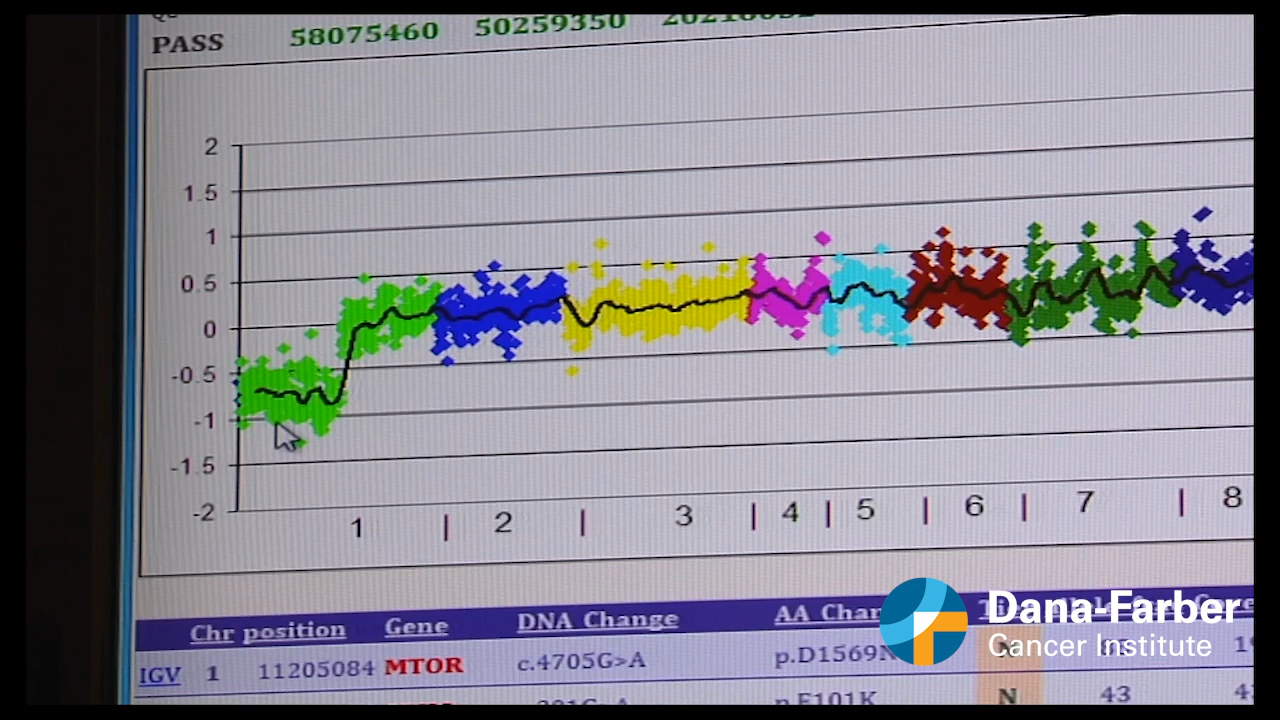 PASS 58075460 50259350
2
1.5
1
0.5
0
-0.5
-1
-1.5
-2
1 | 2 | 3 | 4 | 5 | 6 | 7 | 8
Chr position Gene DNA Change AA
IGV 1 11205084 MTOR c.4705G>A p.D1569N
43
Dana-Farber
Cancer Institute